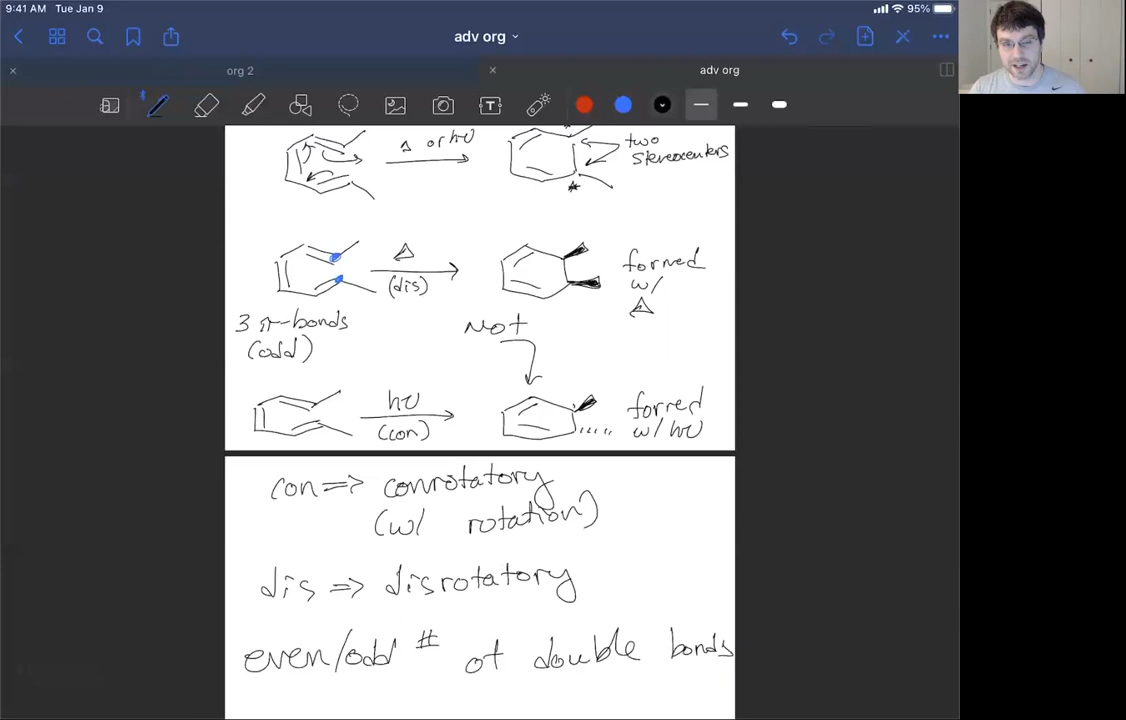 9:41 AM Tue Jan 9
95%
adv org
org 2
adv org
T
Δ or hν
two
stereocenters
*
*
Δ
(dis)
formed
w/
Δ
3 π-bonds
(odd)
Not
hν
(con)
formed
w/ hν
con => conrotatory
(w/ rotation)
dis => disrotatory
even/odd # of double bonds